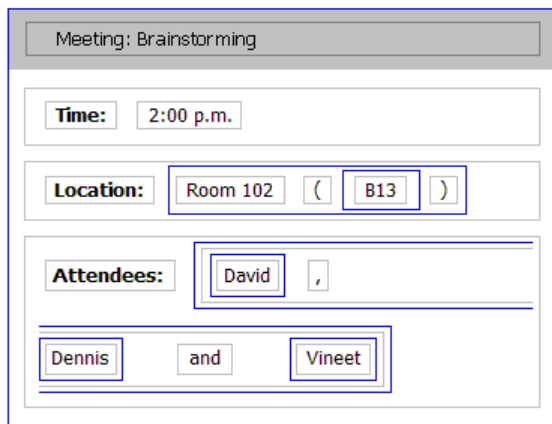 Meeting: Brainstorming
Time: 2:00 p.m.
Location: Room 102 ( B13 )
Attendees: David ,
Dennis and Vineet